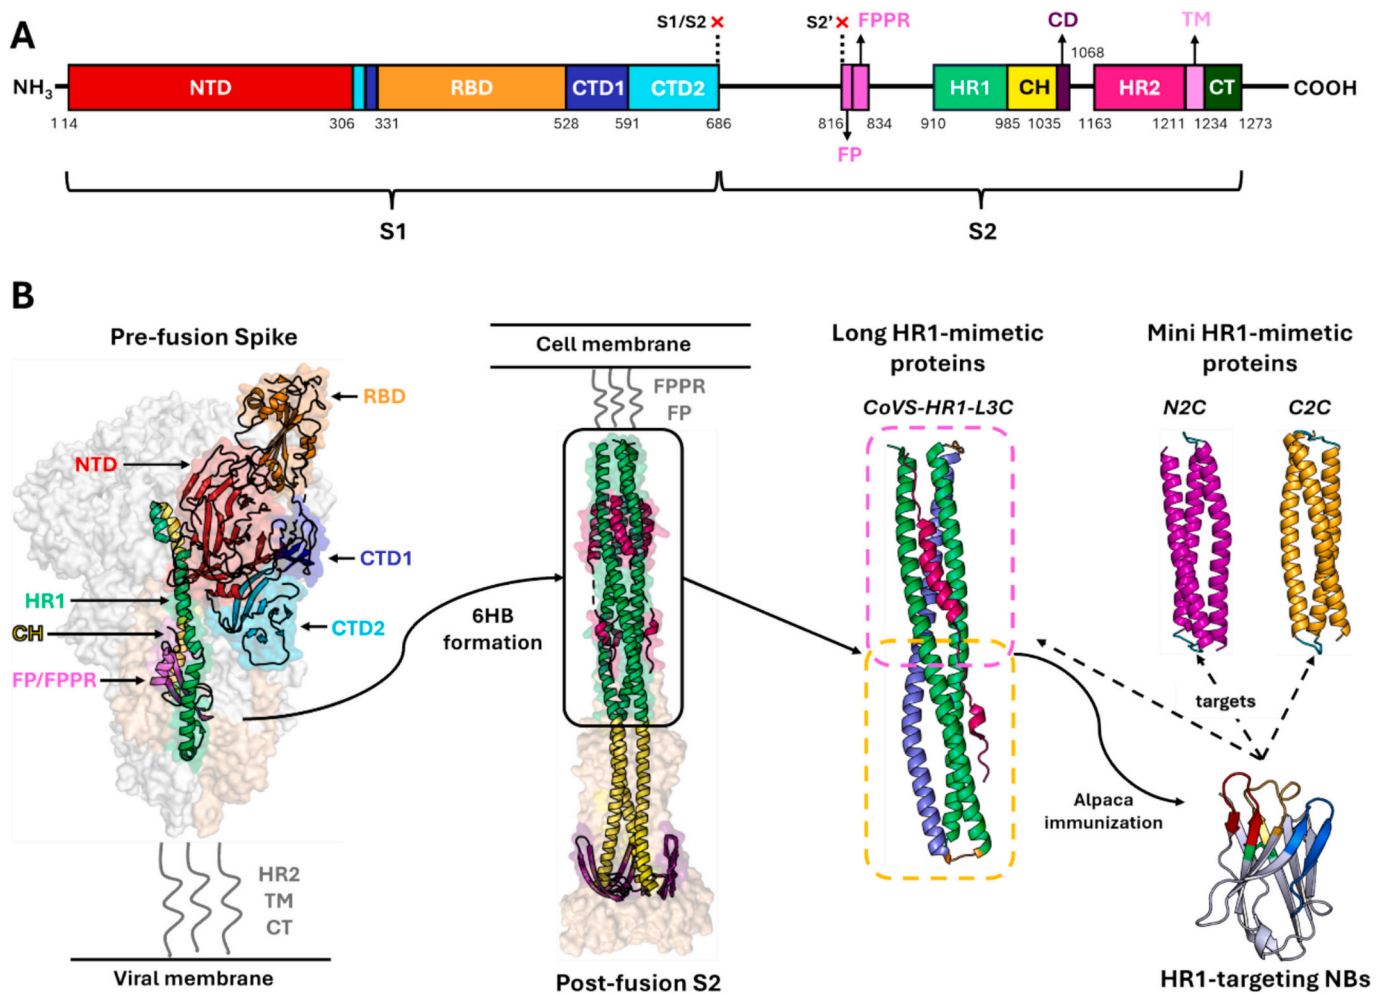 A
S1/S2 ×
S2' ×
FPPR
CD
TM
1068
NH3
NTD
RBD
CTD1
CTD2
HR1
CH
HR2
CT
COOH
114
306
331
528
591
686
816
834
910
985
1035
1163
1211
1234
1273
FP
S1
S2
B
Pre-fusion Spike
RBD
NTD
CTD1
HR1
CH
CTD2
FP/FPPR
HR2
TM
CT
Viral membrane
6HB
formation
Cell membrane
FPPR
FP
Post-fusion S2
Long HR1-mimetic
proteins
CoVS-HR1-L3C
Mini HR1-mimetic
proteins
N2C
C2C
targets
Alpaca
immunization
HR1-targeting NBs